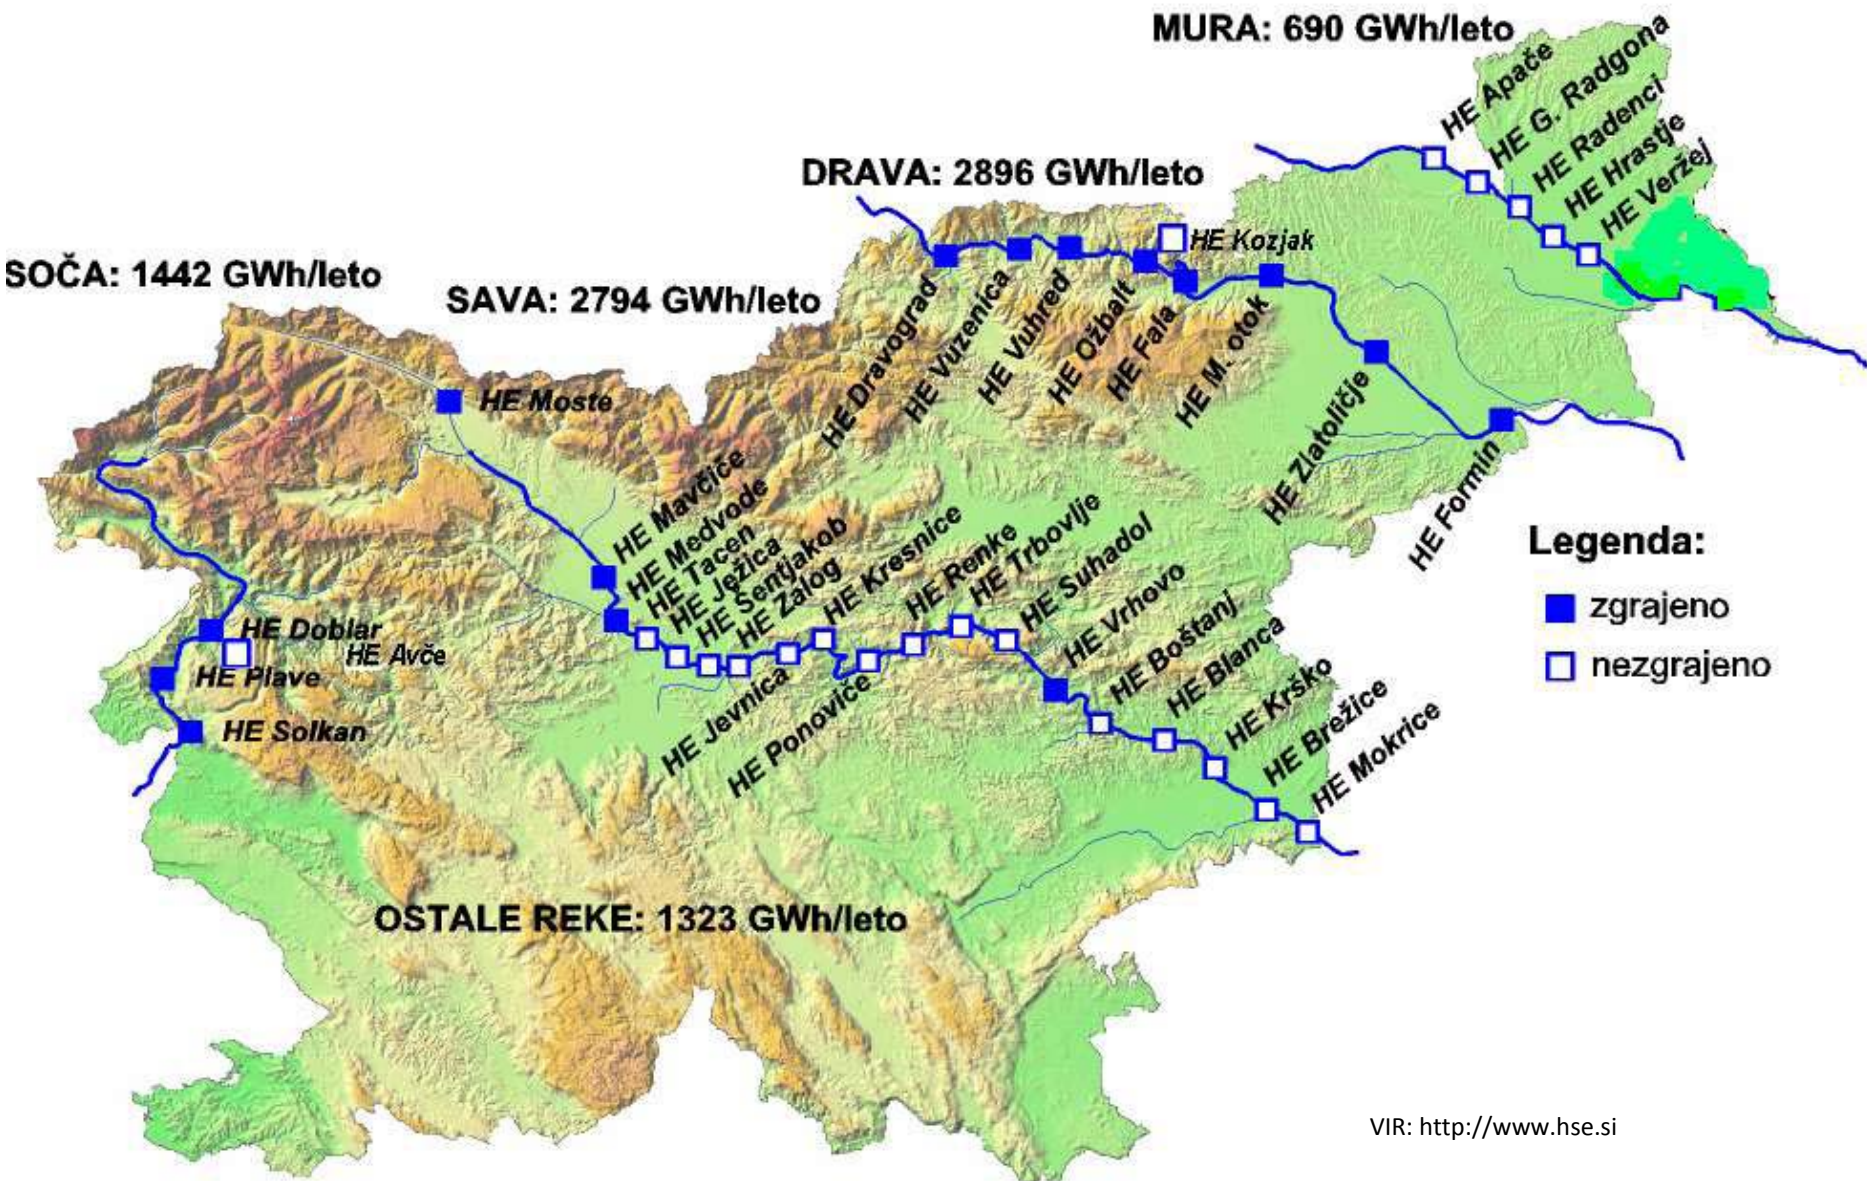 MURA: 690 GWh/leto
HE Apače
HE G. Radgona
HE Radenci
HE Hrastje
HE Veržej
DRAVA: 2896 GWh/leto
HE Kozjak
SOČA: 1442 GWh/leto
SAVA: 2794 GWh/leto
HE Dravograd
HE Vuzenica
HE Vuhred
HE Ožbalt
HE Fala
HE M. otok
HE Zlatoličje
HE Formin
HE Moste
HE Mavčiče
HE Medvode
HE Tacen
HE Ježica
HE Šentjakob
HE Zalog
HE Kresnice
HE Renke
HE Trbovlje
HE Suhadol
HE Vrhovo
HE Boštanj
HE Blanca
HE Krško
HE Brežice
HE Mokrice
HE Jevnica
HE Ponoviče
HE Doblar
HE Avče
HE Plave
HE Solkan
Legenda:
zgrajeno
nezgrajeno
OSTALE REKE: 1323 GWh/leto
VIR: http://www.hse.si